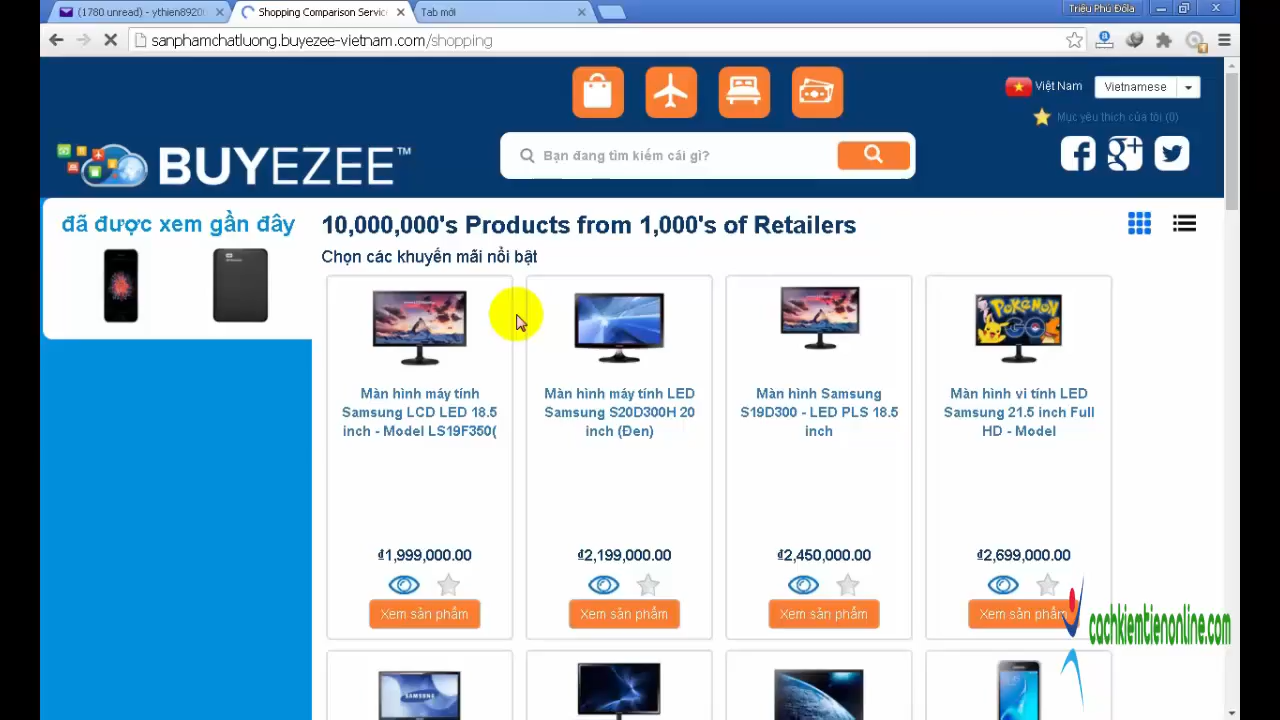 (1780 unread) - ythien8920
Shopping Comparison Servic
Tab mới
Triệu Phú Đôla
sanphamchatluong.buyezee-vietnam.com/shopping
Việt Nam
Vietnamese
Mục yêu thích của tôi (0)
BUYEZEE™
Bạn đang tìm kiếm cái gì?
đã được xem gần đây
10,000,000's Products from 1,000's of Retailers
Chọn các khuyến mãi nổi bật
POKéMON
GO
Màn hình máy tính
Samsung LCD LED 18.5
inch - Model LS19F350(
Màn hình máy tính LED
Samsung S20D300H 20
inch (Đen)
Màn hình Samsung
S19D300 - LED PLS 18.5
inch
Màn hình vi tính LED
Samsung 21.5 inch Full
HD - Model
₫1,999,000.00
₫2,199,000.00
₫2,450,000.00
₫2,699,000.00
Xem sản phẩm
Xem sản phẩm
Xem sản phẩm
Xem sản phẩm
cachkiemtienonline.com
SAMSUNG